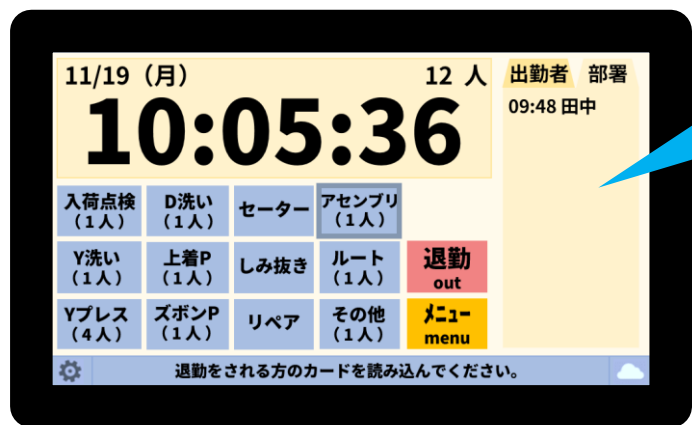 11/19（月） 12 人
10:05:36
出勤者 部署
09:48 田中
入荷点検
（1人）
D洗い
（1人）
セーター
アセンブリ
（1人）
Y洗い
（1人）
上着P
（1人）
しみ抜き
ルート
（1人）
退勤
out
Yプレス
（4人）
ズボンP
（1人）
リペア
その他
（1人）
ﾒﾆｭｰ
menu
退勤をされる方のカードを読み込んでください。